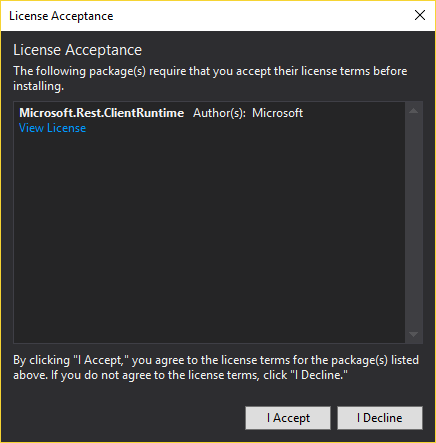 License Acceptance
License Acceptance
The following package(s) require that you accept their license terms before
installing.
Microsoft.Rest.ClientRuntime Author(s): Microsoft
View License
By clicking "I Accept," you agree to the license terms for the package(s) listed
above. If you do not agree to the license terms, click "I Decline."
I Accept I Decline